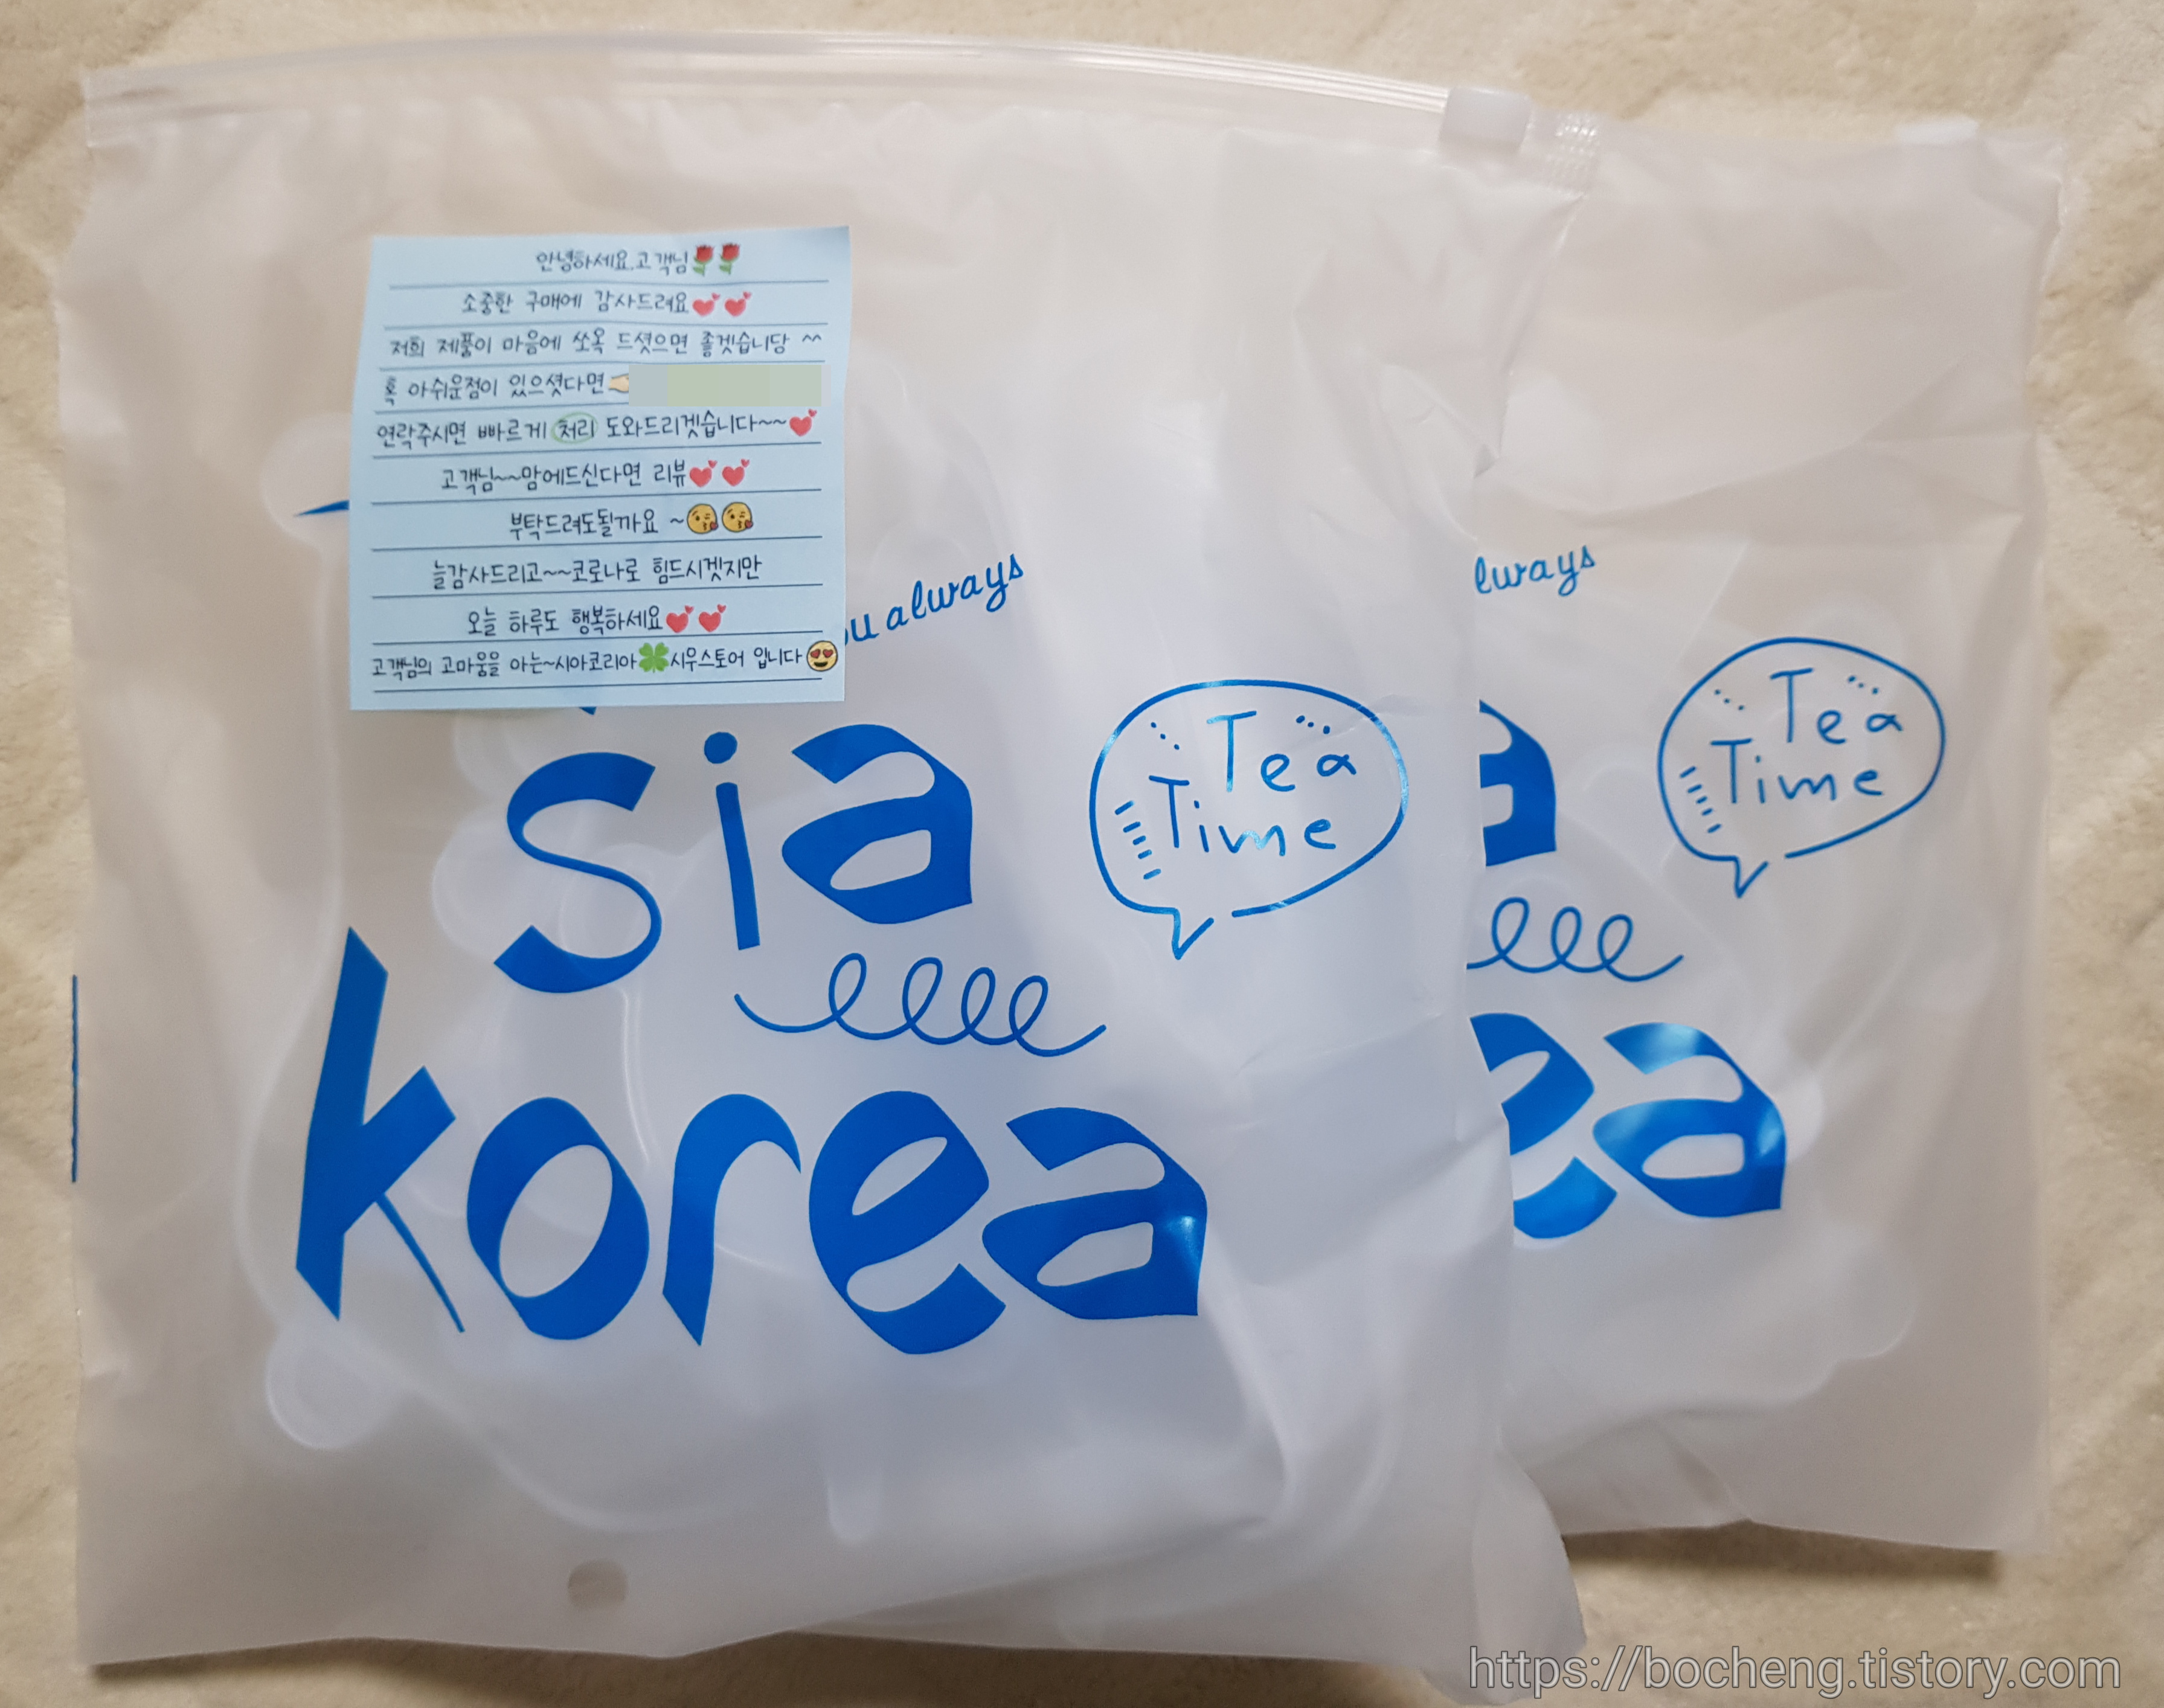 안녕하세요.고객님🌹🌹
소중한 구매에 감사드려요💕💕
저희 제품이 마음에 쏘옥 드셧으면 좋겟습니당 ^^
혹 아쉬운점이 있으셧다면
연락주시면 빠르게 처리 도와드리겟습니다~~💕
고객님~~맘에드신다면 리뷰💕💕
부탁드려도될까요 ~😘😘
늘감사드리고~~코로나로 힘드시겟지만
오늘 하루도 행복하세요💕💕
고객님의 고마움을 아는~시아코리아🍀시우스토어 입니다😍
always
sia
korea
Tea
Time
Tea
Time
https://bocheng.tistory.com